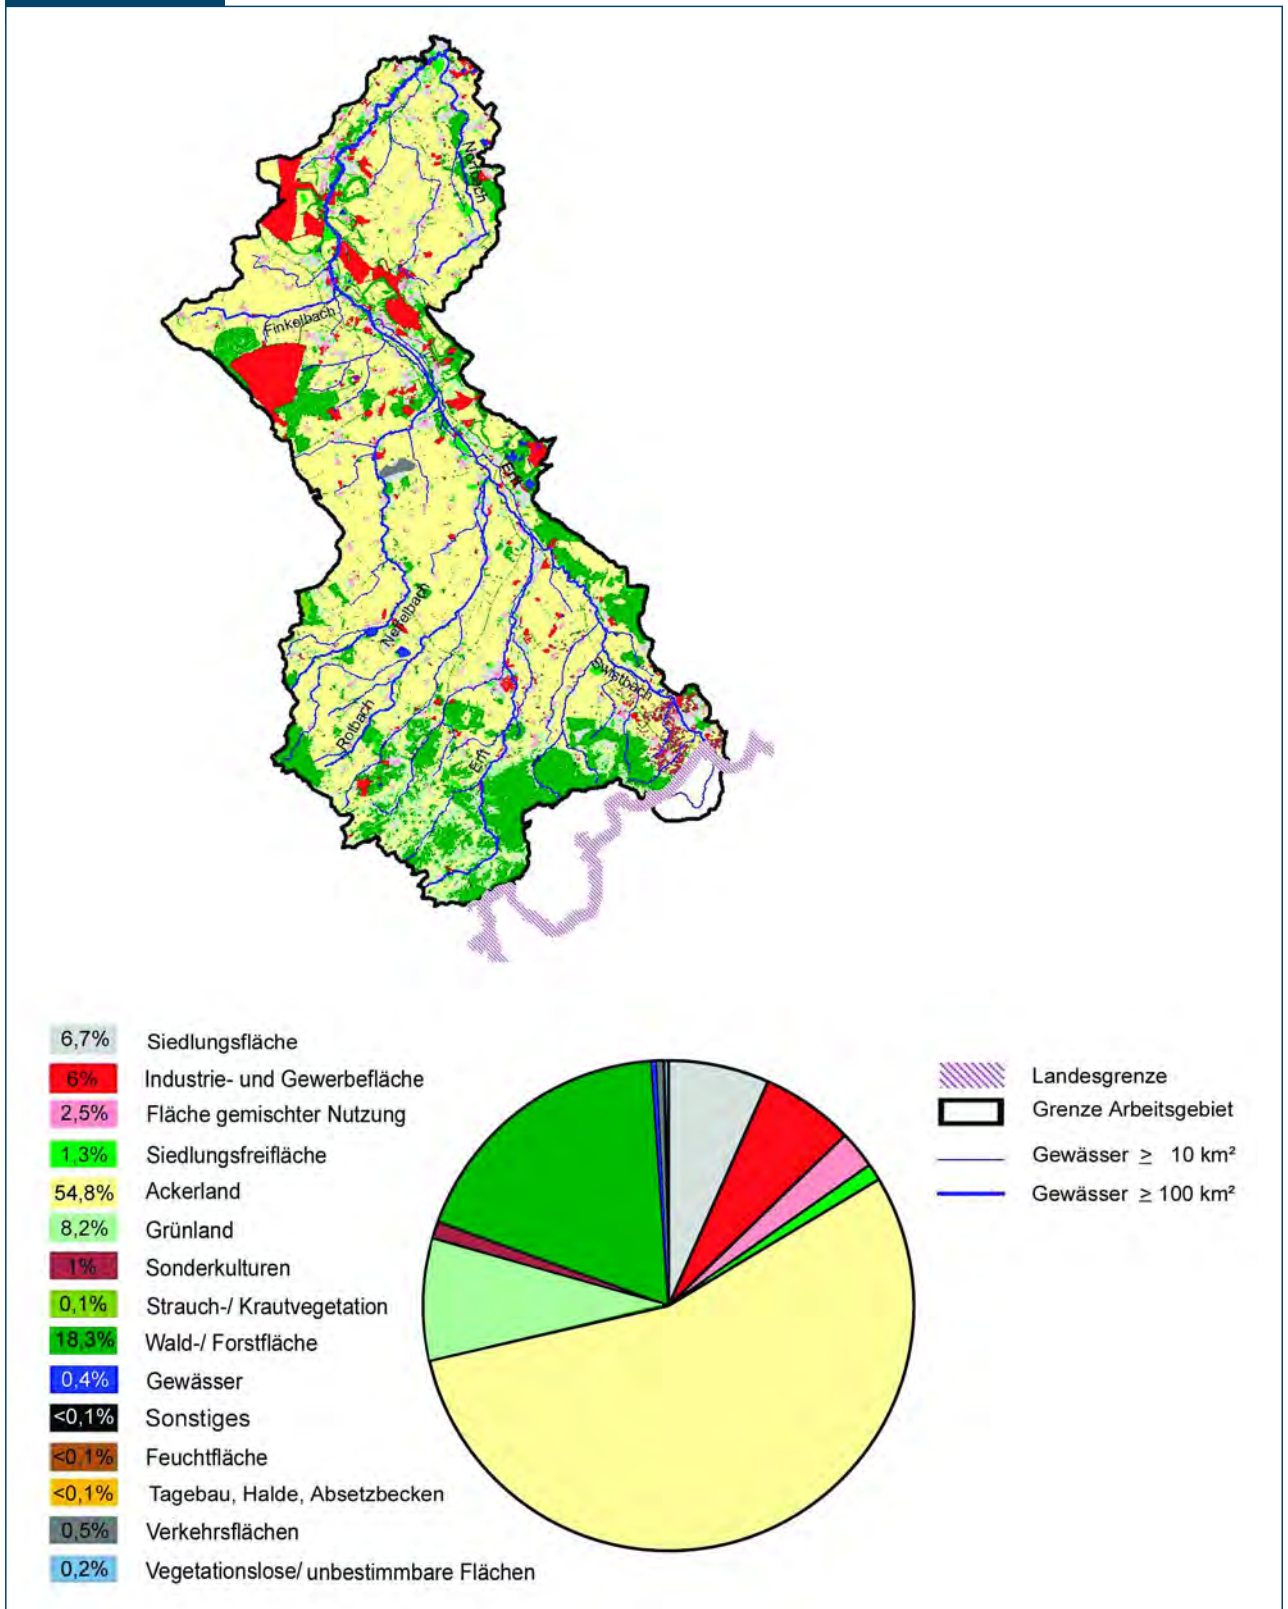 Norfbach
Finkelbach
Erft
Neffelbach
Swistbach
Rotbach
Erft
6,7% Siedlungsfläche
6% Industrie- und Gewerbefläche
2,5% Fläche gemischter Nutzung
1,3% Siedlungsfreifläche
54,8% Ackerland
8,2% Grünland
1% Sonderkulturen
0,1% Strauch-/ Krautvegetation
18,3% Wald-/ Forstfläche
0,4% Gewässer
<0,1% Sonstiges
<0,1% Feuchtfläche
<0,1% Tagebau, Halde, Absetzbecken
0,5% Verkehrsflächen
0,2% Vegetationslose/ unbestimmbare Flächen
Landesgrenze
Grenze Arbeitsgebiet
Gewässer ≥ 10 km²
Gewässer ≥ 100 km²